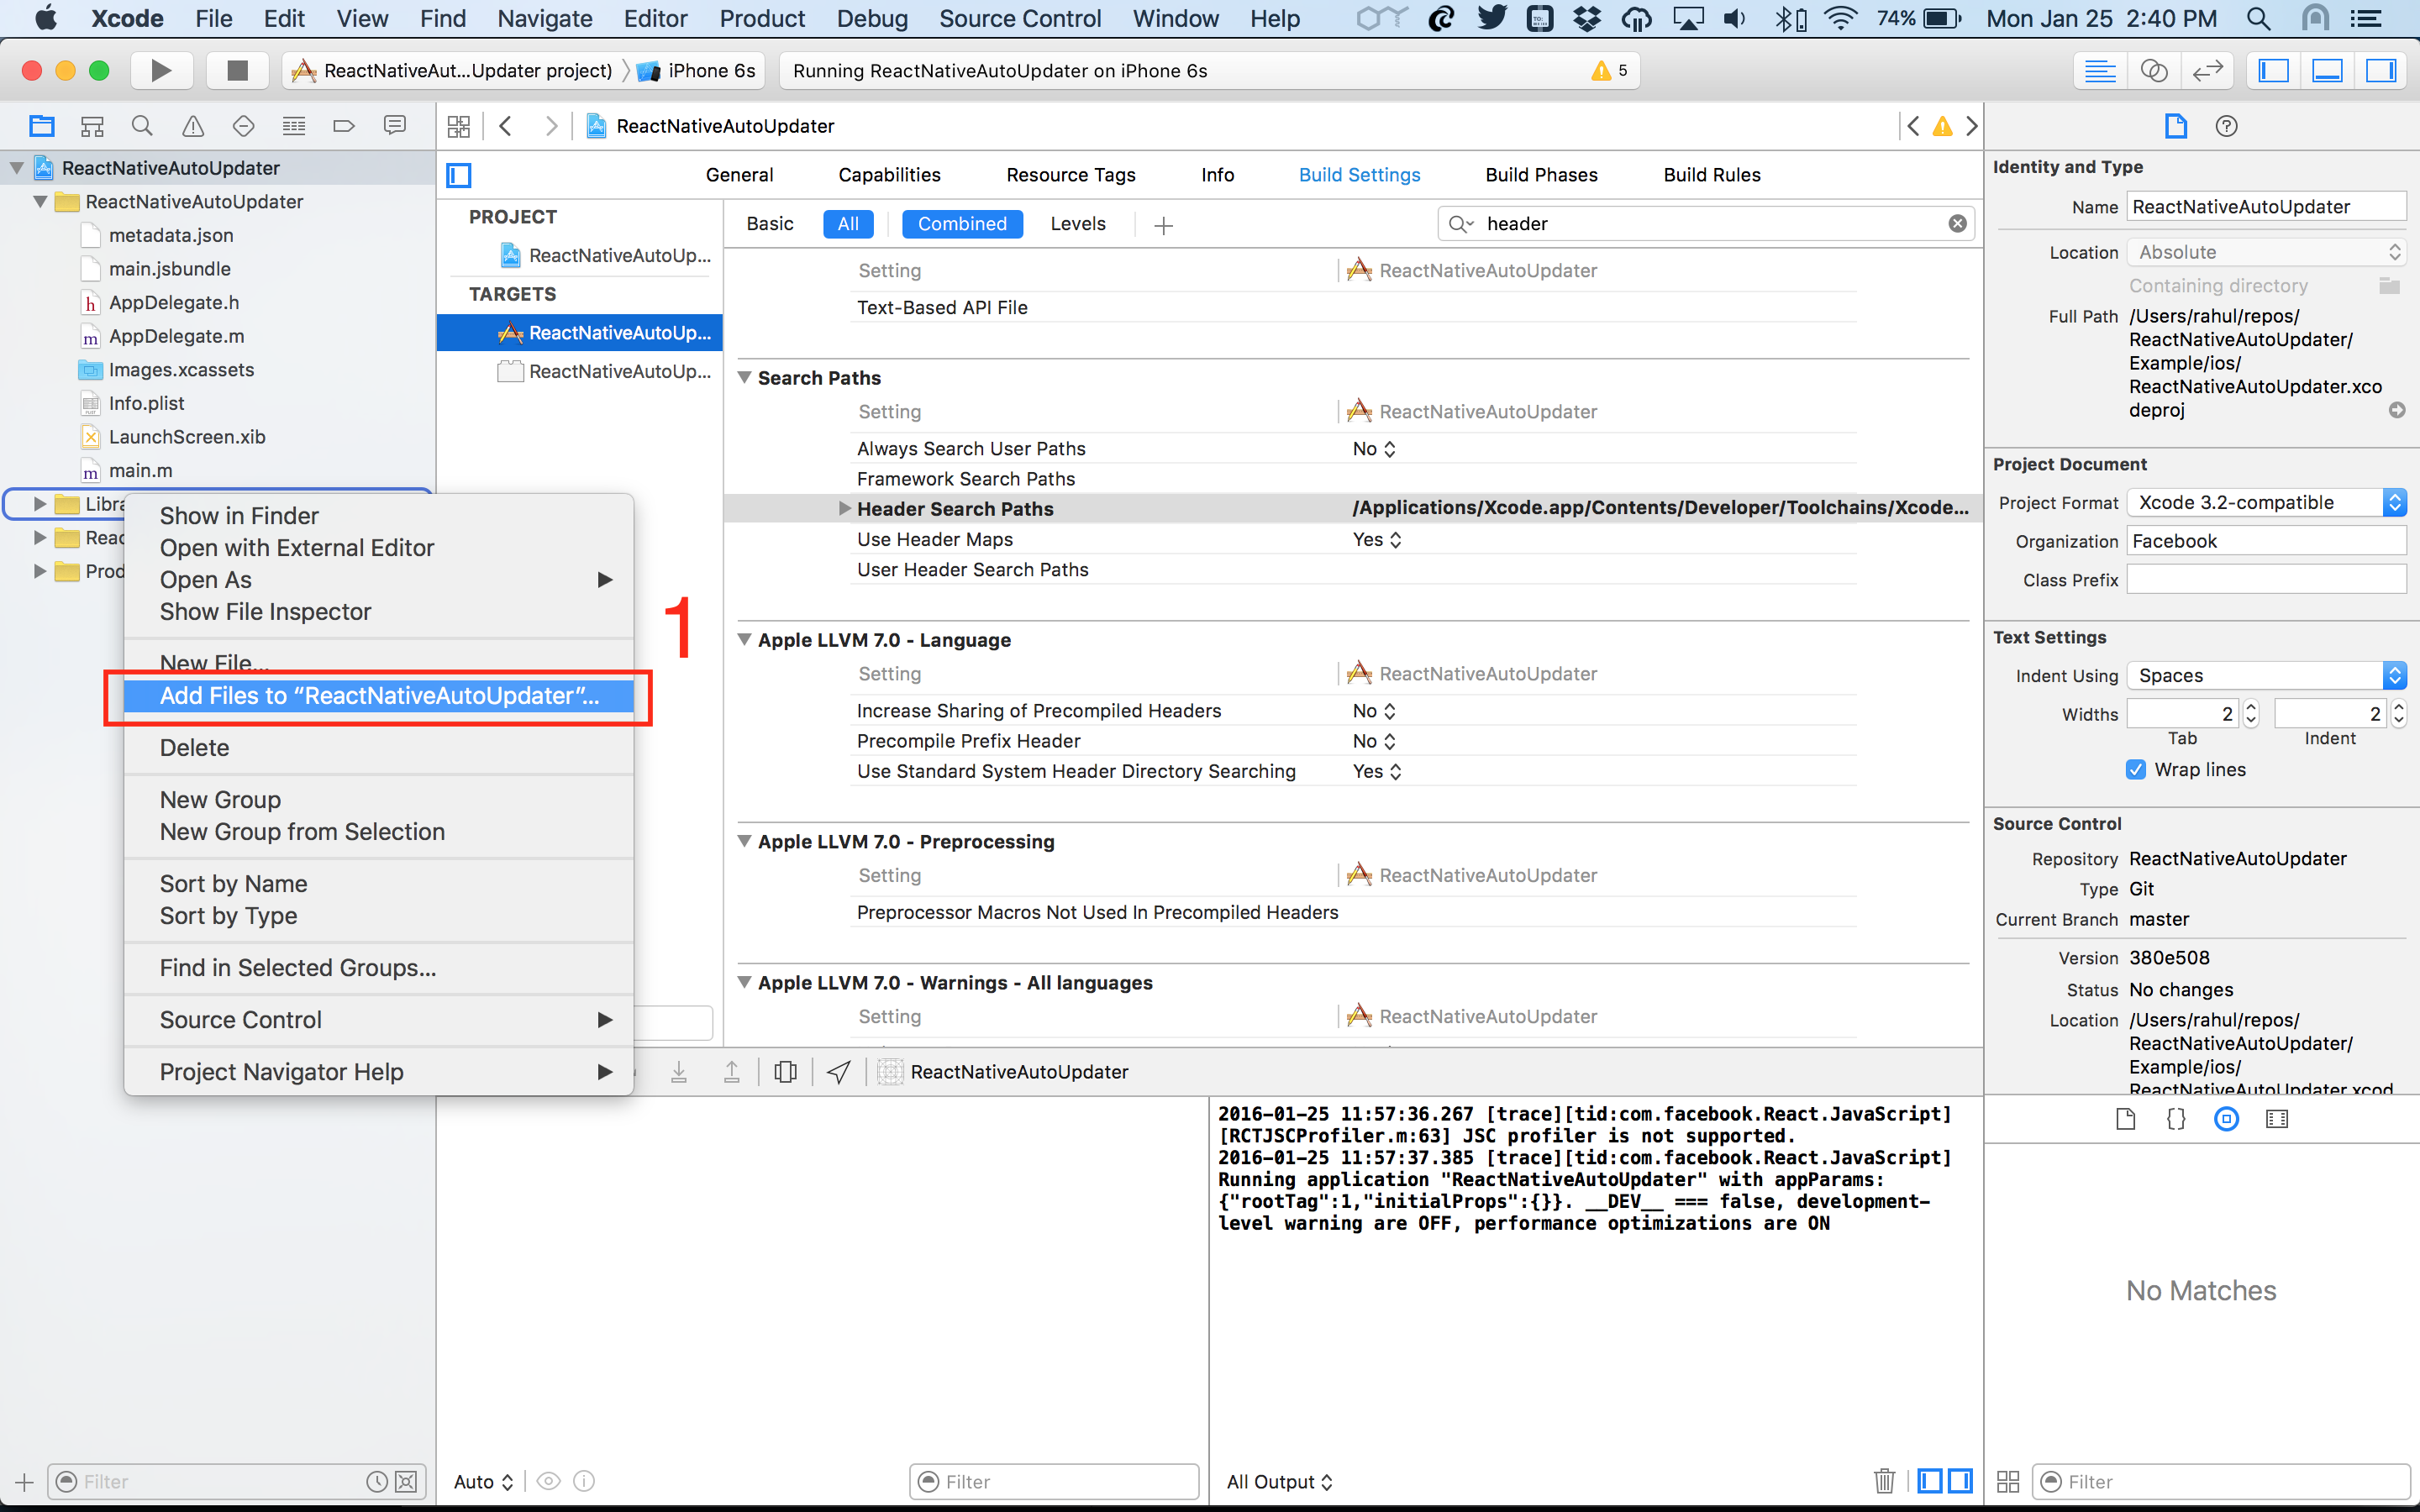 Xcode File Edit View Find Navigate Editor Product Debug Source Control Window Help 74% Mon Jan 25 2:40 PM
ReactNativeAut...Updater project) iPhone 6s
Running ReactNativeAutoUpdater on iPhone 6s 5
ReactNativeAutoUpdater
ReactNativeAutoUpdater
metadata.json
main.jsbundle
AppDelegate.h
AppDelegate.m
Images.xcassets
Info.plist
LaunchScreen.xib
main.m
Libra
Reac
Prod
Show in Finder
Open with External Editor
Open As
Show File Inspector
New File...
Add Files to “ReactNativeAutoUpdater”...
Delete
New Group
New Group from Selection
Sort by Name
Sort by Type
Find in Selected Groups...
Source Control
Project Navigator Help
1
Filter
ReactNativeAutoUpdater
General Capabilities Resource Tags Info Build Settings Build Phases Build Rules
PROJECT
ReactNativeAutoUp...
TARGETS
ReactNativeAutoUp...
ReactNativeAutoUp...
Basic All Combined Levels header
Setting ReactNativeAutoUpdater
Text-Based API File
Search Paths
Setting ReactNativeAutoUpdater
Always Search User Paths No
Framework Search Paths
Header Search Paths /Applications/Xcode.app/Contents/Developer/Toolchains/Xcode...
Use Header Maps Yes
User Header Search Paths
Apple LLVM 7.0 - Language
Setting ReactNativeAutoUpdater
Increase Sharing of Precompiled Headers No
Precompile Prefix Header No
Use Standard System Header Directory Searching Yes
Apple LLVM 7.0 - Preprocessing
Setting ReactNativeAutoUpdater
Preprocessor Macros Not Used In Precompiled Headers
Apple LLVM 7.0 - Warnings - All languages
Setting ReactNativeAutoUpdater
ReactNativeAutoUpdater
2016-01-25 11:57:36.267 [trace][tid:com.facebook.React.JavaScript]
[RCTJSCProfiler.m:63] JSC profiler is not supported.
2016-01-25 11:57:37.385 [trace][tid:com.facebook.React.JavaScript]
Running application "ReactNativeAutoUpdater" with appParams:
{"rootTag":1,"initialProps":{}}. __DEV__ === false, development-
level warning are OFF, performance optimizations are ON
Auto Filter
All Output
Identity and Type
Name ReactNativeAutoUpdater
Location Absolute
Containing directory
Full Path /Users/rahul/repos/
ReactNativeAutoUpdater/
Example/ios/
ReactNativeAutoUpdater.xco
deproj
Project Document
Project Format Xcode 3.2-compatible
Organization Facebook
Class Prefix
Text Settings
Indent Using Spaces
Widths 2 2
Tab Indent
Wrap lines
Source Control
Repository ReactNativeAutoUpdater
Type Git
Current Branch master
Version 380e508
Status No changes
Location /Users/rahul/repos/
ReactNativeAutoUpdater/
Example/ios/
ReactNativeAutoUpdater.xcod
No Matches
Filter